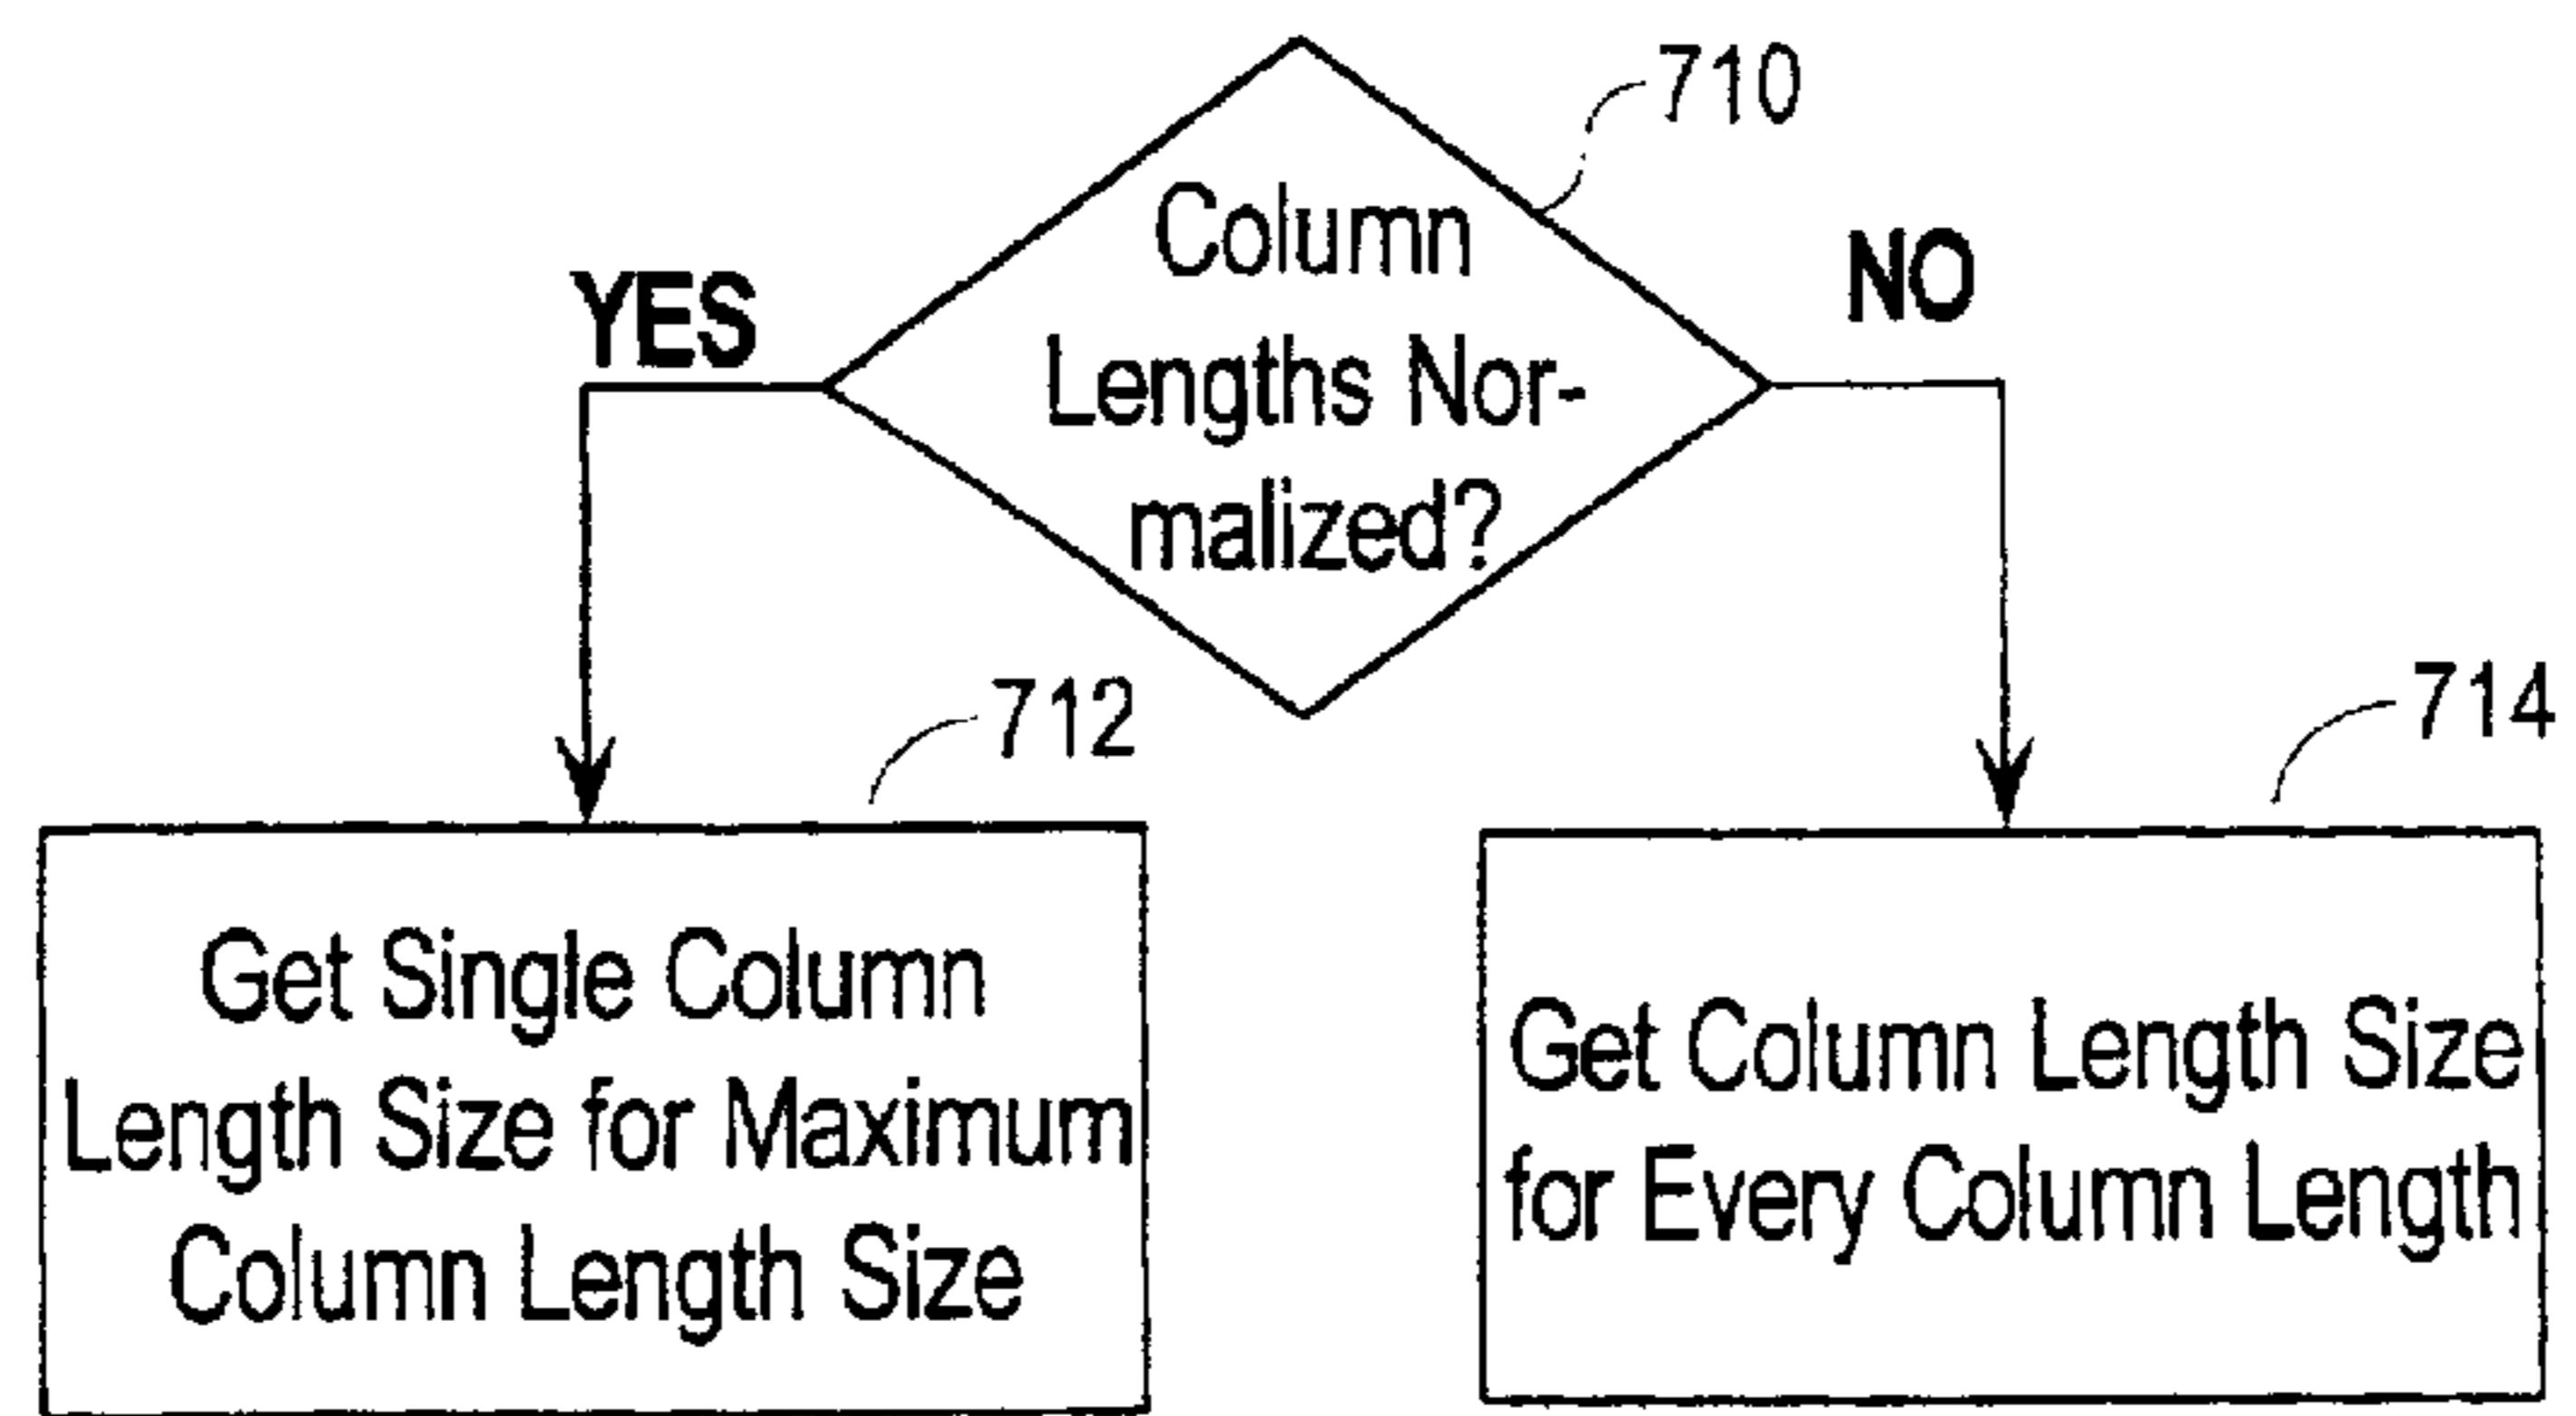 710
Column
Lengths Nor-
malized?
YES
NO
712
714
Get Single Column
Length Size for Maximum
Column Length Size
Get Column Length Size
for Every Column Length